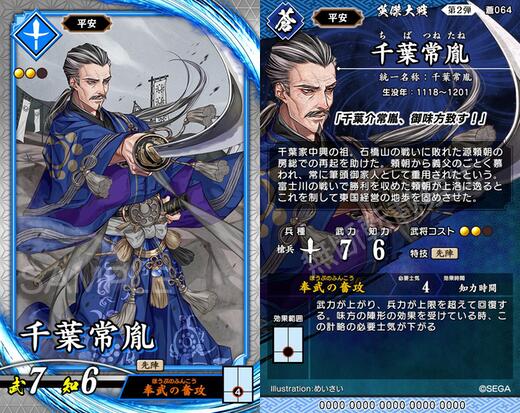 平安
千葉常胤
先陣
武7 知6
ほうぶのふんこう
奉武の奮攻
4
SAMPLE
蒼
平安
英傑大戦
第2弾
蒼064
ちば つねたね
千葉常胤
統一名称：千葉常胤
生没年：1118～1201
「千葉介常胤、御味方致す！」
千葉家中興の祖。石橋山の戦いに敗れた源頼朝の
房総での再起を助けた。頼朝から義父のごとく慕
われ、常に筆頭御家人として重用されたという。
富士川の戦いで勝利を収めた頼朝が上洛に逸ると
これを制して東国経営の地歩を固めさせた。
兵種 武力 知力 武将コスト
槍兵 7 6 特技 先陣
ほうぶのふんこう 必要士気 効果時間
奉武の奮攻 4 知力時間
効果範囲
武力が上がり、兵力が上限を超えて回復す
る。味方の陣形の効果を受けている時、こ
の計略の必要士気が下がる
Illustration:めいさい
©SEGA
0000 0000 0000 0000 0000